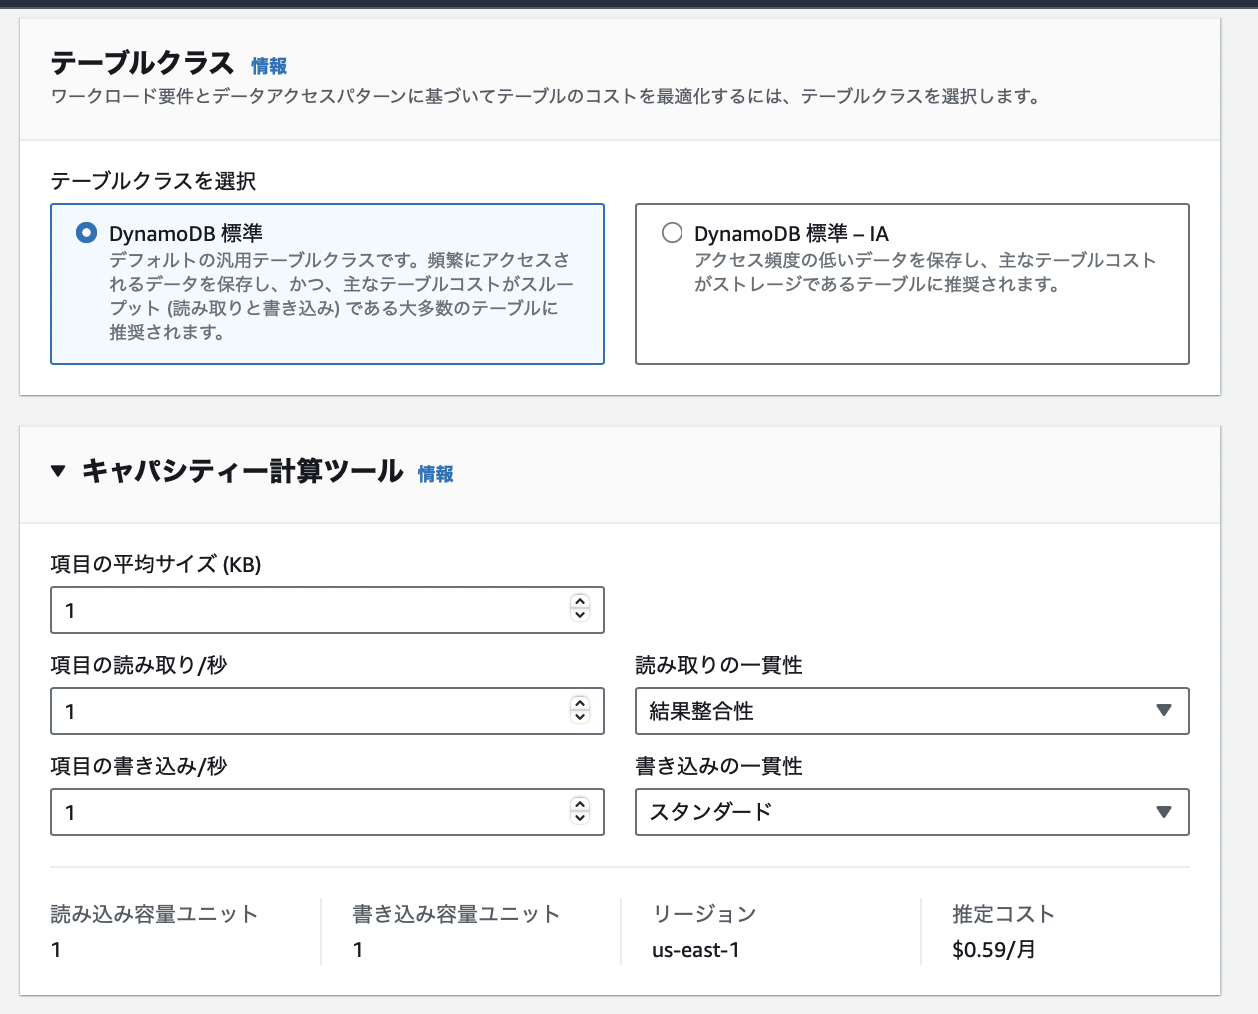 テーブルクラス 情報
ワークロード要件とデータアクセスパターンに基づいてテーブルのコストを最適化するには、テーブルクラスを選択します。
テーブルクラスを選択
DynamoDB 標準
デフォルトの汎用テーブルクラスです。頻繁にアクセスさ
れるデータを保存し、かつ、主なテーブルコストがスルー
プット (読み取りと書き込み) である大多数のテーブルに
推奨されます。
DynamoDB 標準 – IA
アクセス頻度の低いデータを保存し、主なテーブルコスト
がストレージであるテーブルに推奨されます。
▼ キャパシティー計算ツール 情報
項目の平均サイズ (KB)
1
項目の読み取り/秒
1
読み取りの一貫性
結果整合性
項目の書き込み/秒
1
書き込みの一貫性
スタンダード
読み込み容量ユニット
1
書き込み容量ユニット
1
リージョン
us-east-1
推定コスト
$0.59/月